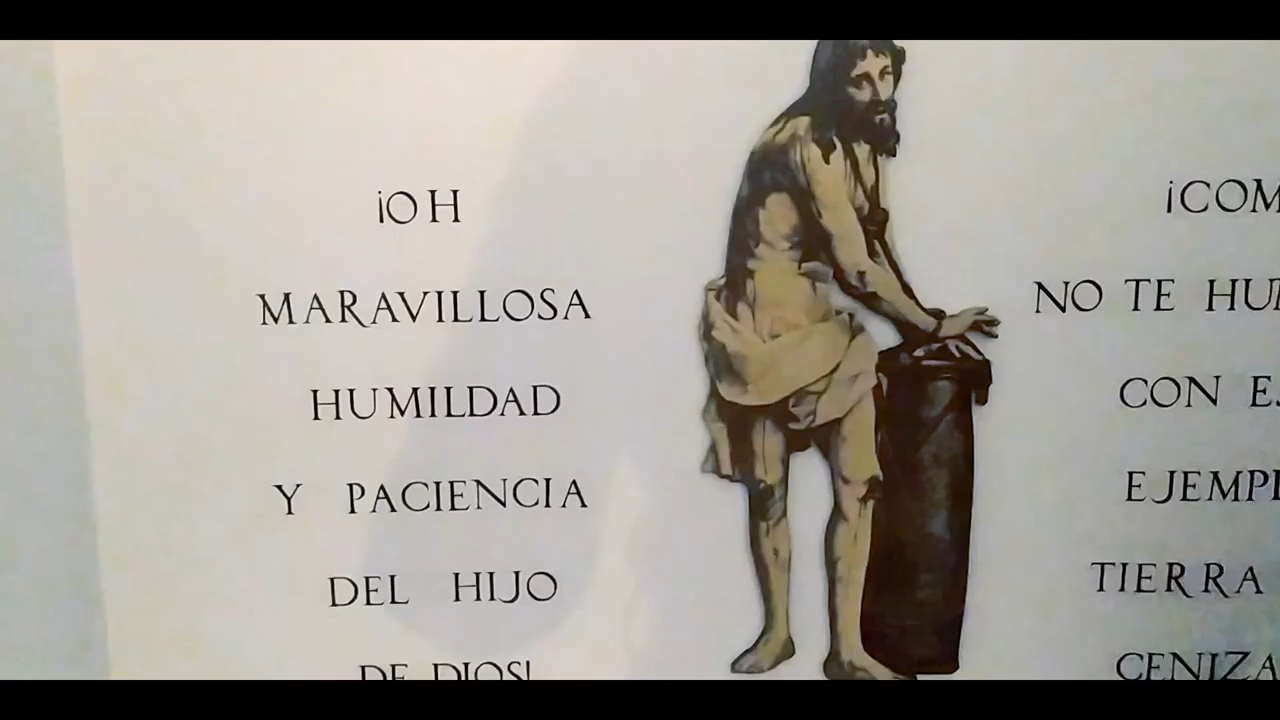 ¡OH
MARAVILLOSA
HUMILDAD
Y PACIENCIA
DEL HIJO
DE DIOS!
NO TE
CON
TIERRA
CENIZA